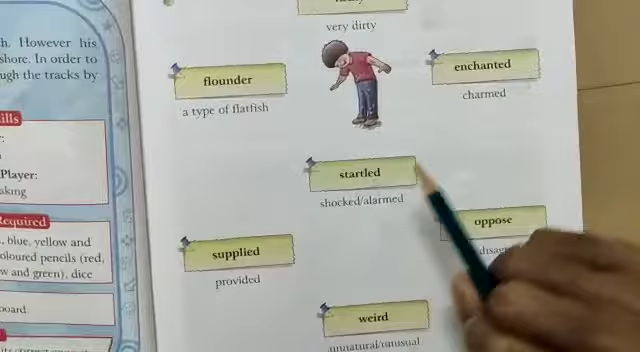 h. However his
shore. In order to
ugh the tracks by
ills
Player:
aking
Required
, blue, yellow and
oloured pencils (red,
w and green), dice
oard
very dirty
flounder
a type of flatfish
enchanted
charmed
startled
shocked/alarmed
oppose
supplied
provided
weird
unnatural/unusual